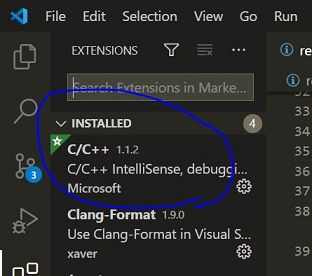 File Edit Selection View Go Run
EXTENSIONS
re
Search Extensions in Marke...
re
INSTALLED 4
33
C/C++ 1.1.2
34
C/C++ IntelliSense, debuggi...
35
Microsoft
36
37
3
Clang-Format 1.9.0
38
Use Clang-Format in Visual S...
xaver
39